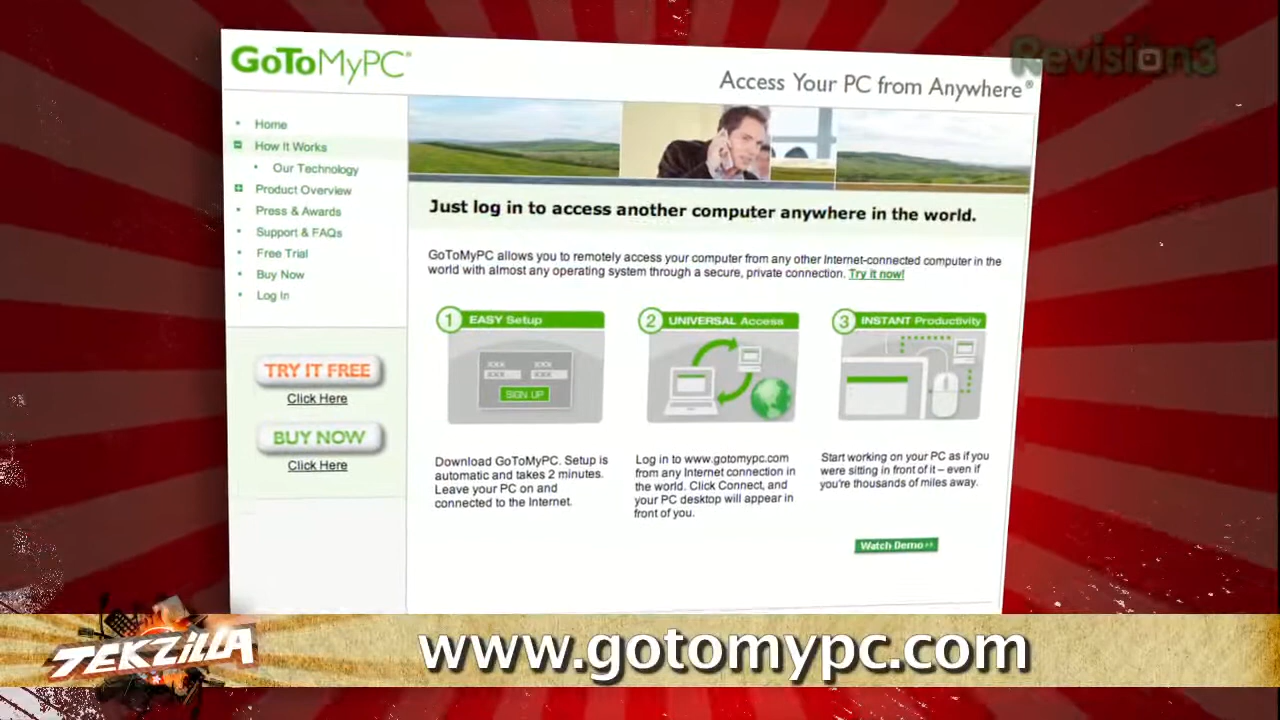 GoToMyPC®
Revision3
Access Your PC from Anywhere®
Home
How It Works
Our Technology
Product Overview
Press & Awards
Support & FAQs
Free Trial
Buy Now
Log In
TRY IT FREE
Click Here
BUY NOW
Click Here
Just log in to access another computer anywhere in the world.
GoToMyPC allows you to remotely access your computer from any other Internet-connected computer in the
world with almost any operating system through a secure, private connection. Try it now!
1 EASY Setup
XXX XXX
XXX XXX
SIGN UP
Download GoToMyPC. Setup is
automatic and takes 2 minutes.
Leave your PC on and
connected to the Internet.
2 UNIVERSAL Access
Log in to www.gotomypc.com
from any Internet connection in
the world. Click Connect, and
your PC desktop will appear in
front of you.
3 INSTANT Productivity
Start working on your PC as if you
were sitting in front of it – even if
you're thousands of miles away.
Watch Demo
TEKZILLA
www.gotomypc.com